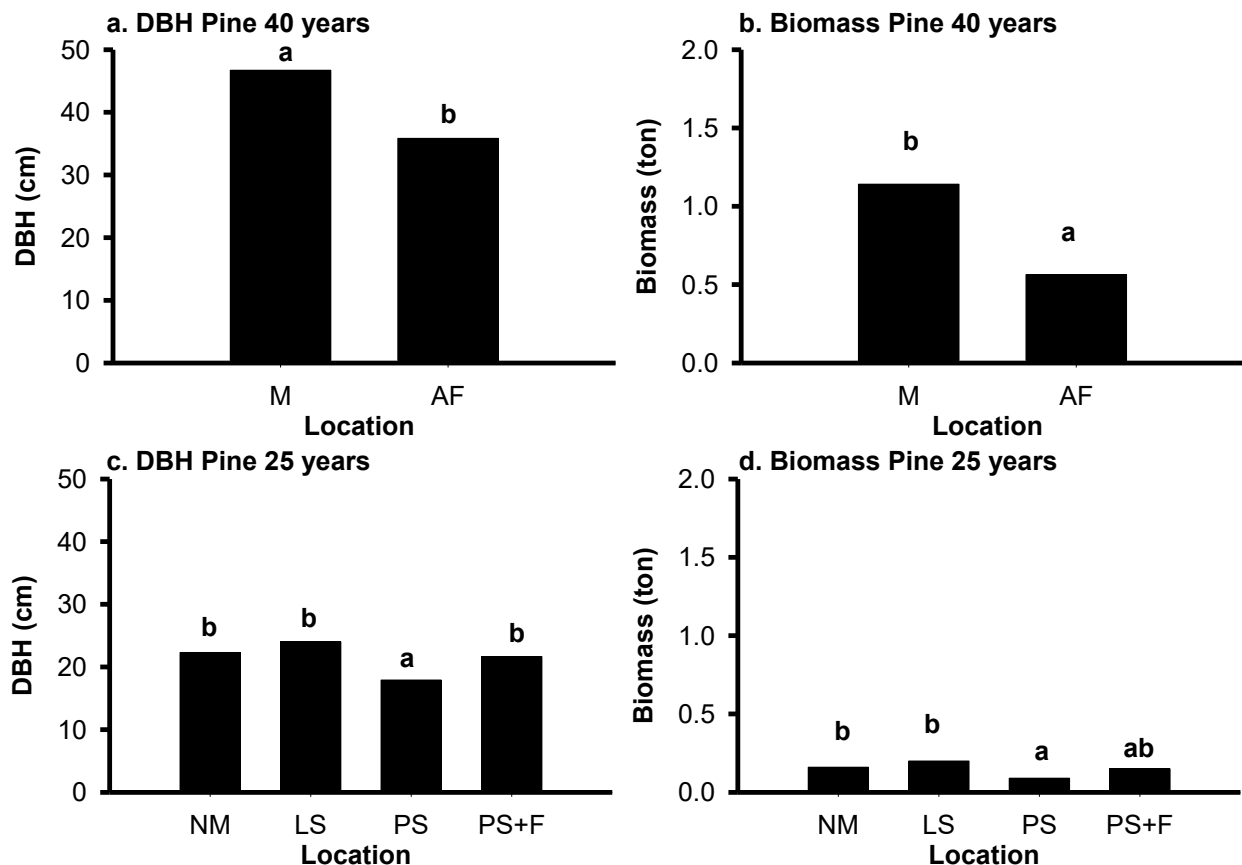 a. DBH Pine 40 years
50
40
30
20
10
0
DBH (cm)
a
b
M AF
Location
b. Biomass Pine 40 years
2.0
1.5
1.0
0.5
0.0
Biomass (ton)
b
a
M AF
Location
c. DBH Pine 25 years
50
40
30
20
10
0
DBH (cm)
b b a b
NM LS PS PS+F
Location
d. Biomass Pine 25 years
2.0
1.5
1.0
0.5
0.0
Biomass (ton)
b b a ab
NM LS PS PS+F
Location